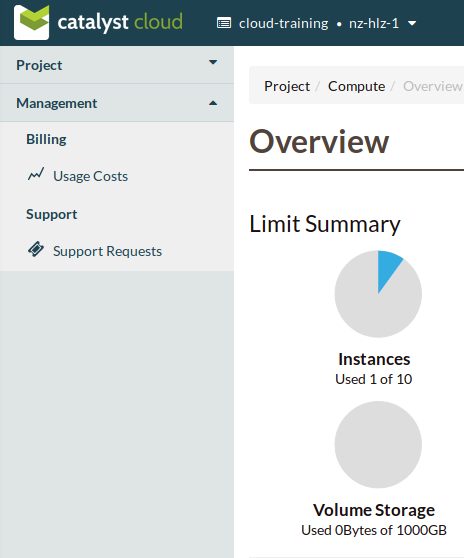 catalyst cloud
cloud-training • nz-hlz-1
Project
Management
Billing
Usage Costs
Support
Support Requests
Project / Compute / Overview
Overview
Limit Summary
Instances
Used 1 of 10
Volume Storage
Used 0Bytes of 1000GB